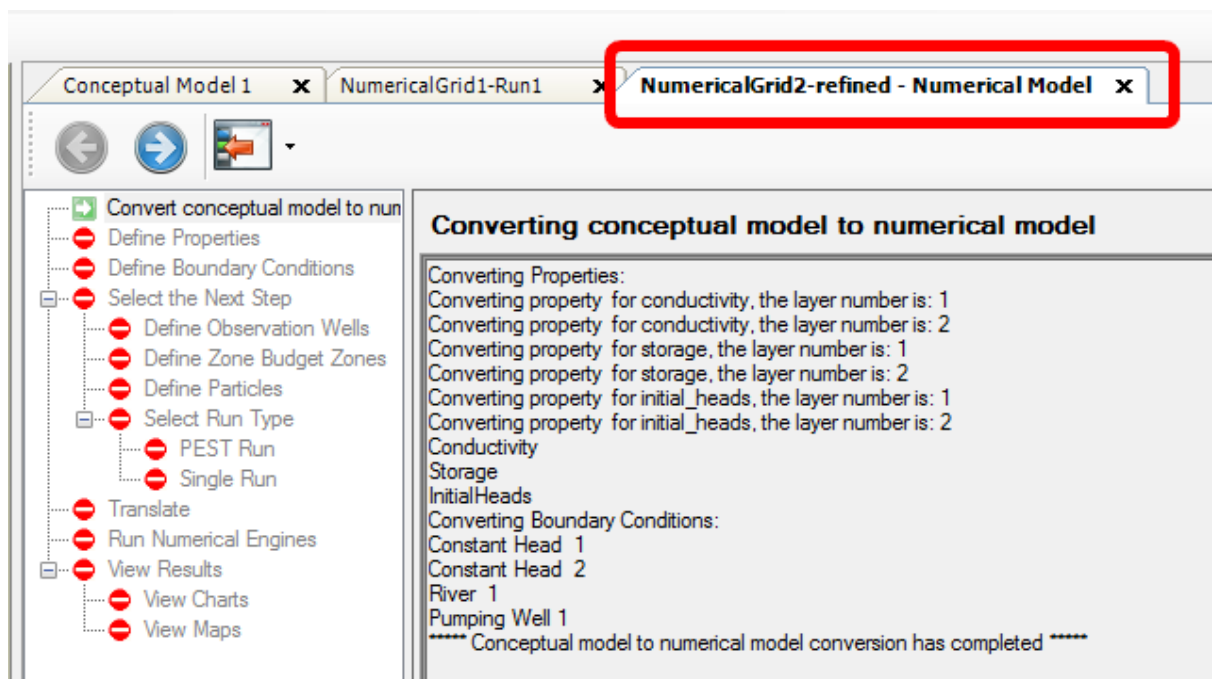 Conceptual Model 1
NumericalGrid1-Run1
NumericalGrid2-refined - Numerical Model
Convert conceptual model to num
Define Properties
Define Boundary Conditions
Select the Next Step
Define Observation Wells
Define Zone Budget Zones
Define Particles
Select Run Type
PEST Run
Single Run
Translate
Run Numerical Engines
View Results
View Charts
View Maps
Converting conceptual model to numerical model
Converting Properties:
Converting property for conductivity, the layer number is: 1
Converting property for conductivity, the layer number is: 2
Converting property for storage, the layer number is: 1
Converting property for storage, the layer number is: 2
Converting property for initial_heads, the layer number is: 1
Converting property for initial_heads, the layer number is: 2
Conductivity
Storage
InitialHeads
Converting Boundary Conditions:
Constant Head 1
Constant Head 2
River 1
Pumping Well 1
***** Conceptual model to numerical model conversion has completed *****